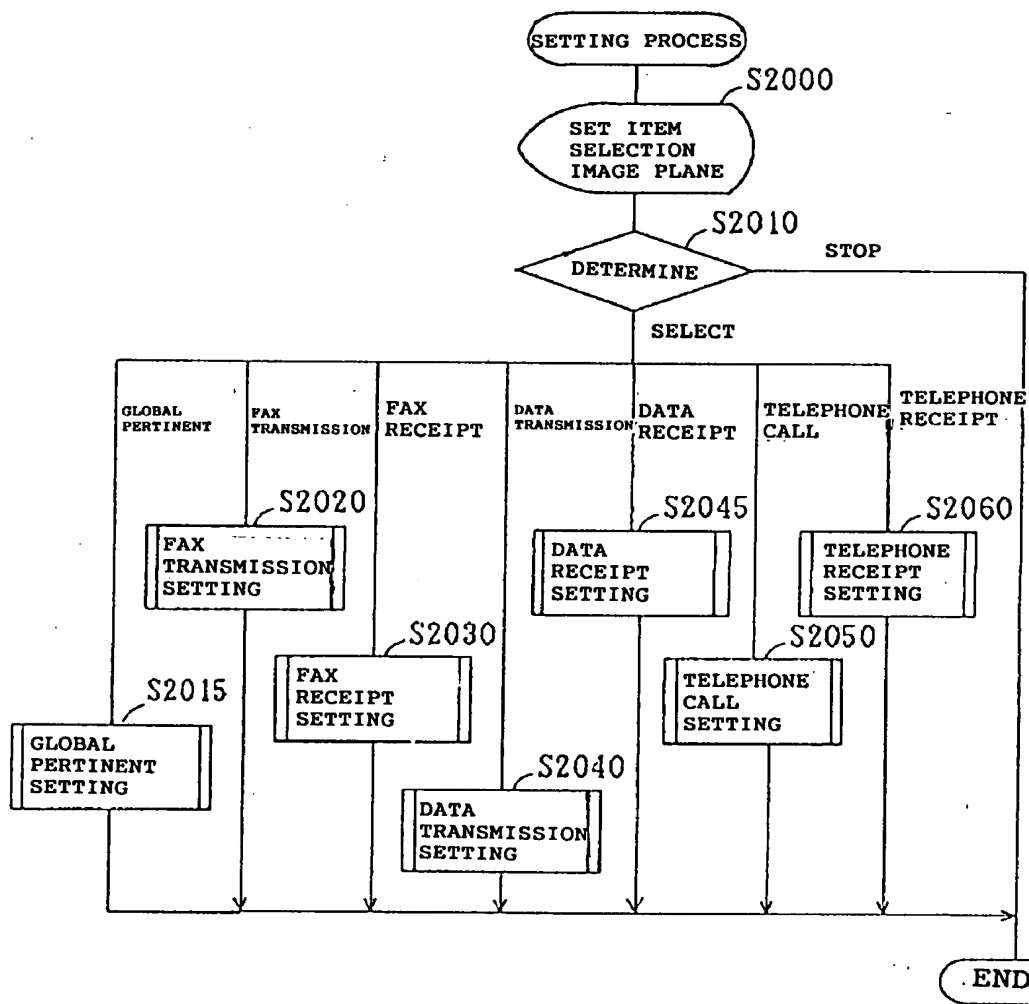 SETTING PROCESS
S2000
SET ITEM
SELECTION
IMAGE PLANE
S2010
DETERMINE
STOP
SELECT
GLOBAL
PERTINENT
FAX
TRANSMISSION
FAX
RECEIPT
DATA
TRANSMISSION
DATA
RECEIPT
TELEPHONE
CALL
TELEPHONE
RECEIPT
S2020
FAX
TRANSMISSION
SETTING
S2045
DATA
RECEIPT
SETTING
S2060
TELEPHONE
RECEIPT
SETTING
S2030
FAX
RECEIPT
SETTING
S2050
TELEPHONE
CALL
SETTING
S2015
GLOBAL
PERTINENT
SETTING
S2040
DATA
TRANSMISSION
SETTING
END